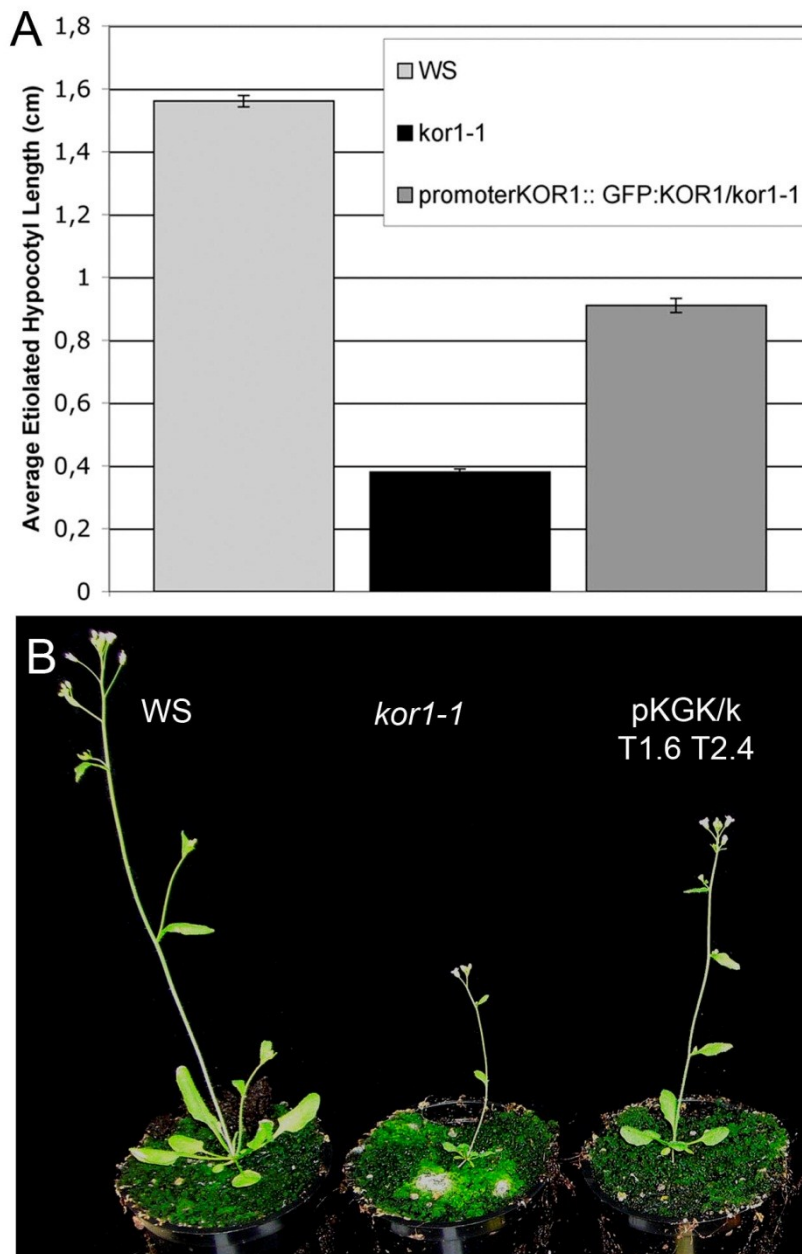 A
Average Etiolated Hypocotyl Length (cm)
1,8
1,6
1,4
1,2
1
0,8
0,6
0,4
0,2
0
WS
kor1-1
promoterKOR1:: GFP:KOR1/kor1-1
B
WS
kor1-1
pKGK/k
T1.6 T2.4